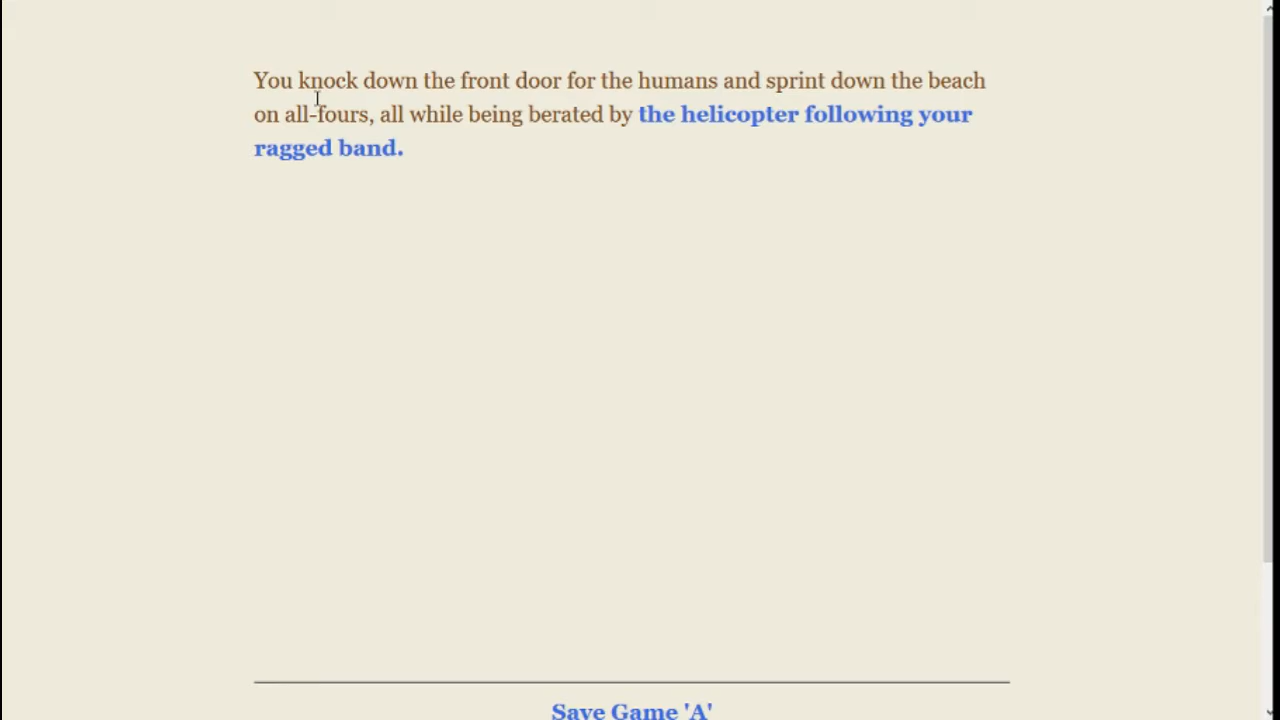 You knock down the front door for the humans and sprint down the beach
on all-fours, all while being berated by the helicopter following your
ragged band.
Save Game 'A'